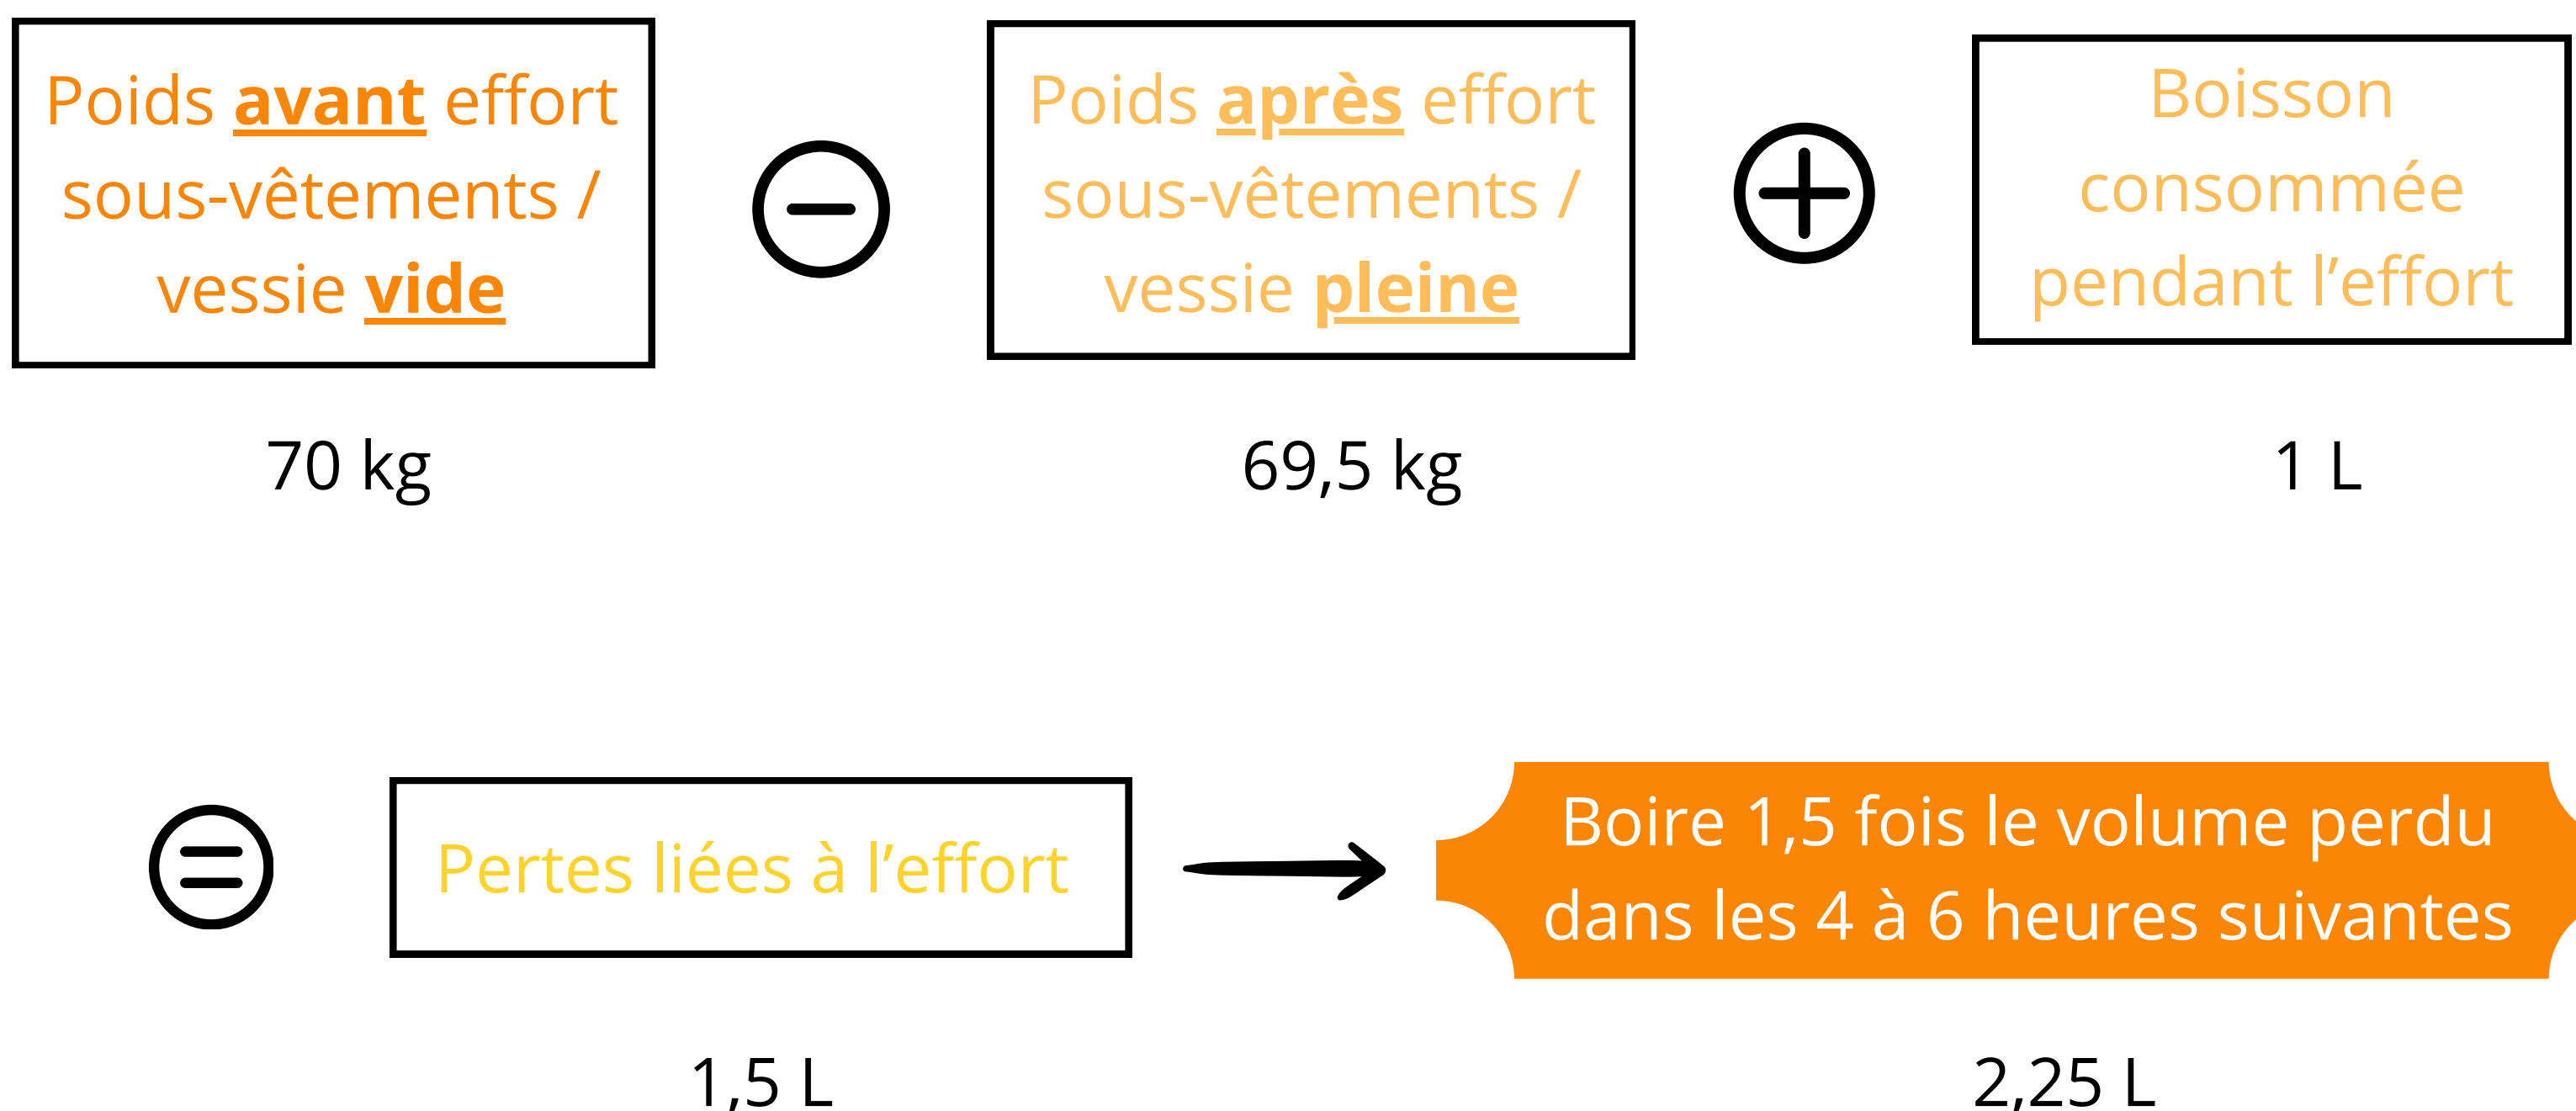 Poids avant effort
sous-vêtements /
vessie vide
Poids après effort
sous-vêtements /
vessie pleine
Boisson
consommée
pendant l’effort
70 kg
69,5 kg
1 L
Pertes liées à l’effort
Boire 1,5 fois le volume perdu
dans les 4 à 6 heures suivantes
1,5 L
2,25 L